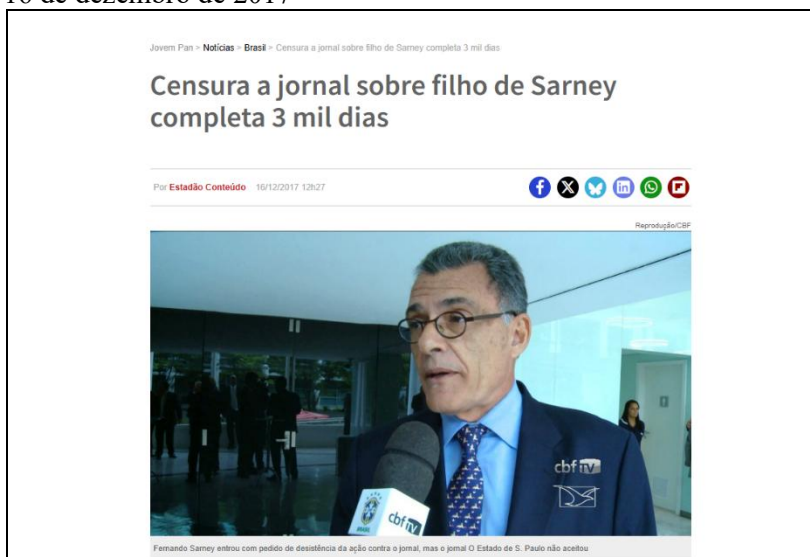 16 de dezembro de 2017
Jovem Pan > Notícias > Brasil > Censura a jornal sobre filho de Sarney completa 3 mil dias
Censura a jornal sobre filho de Sarney
completa 3 mil dias
Por Estadão Conteúdo 16/12/2017 12h27
Reprodução/CBF
cbf TV
BRASIL
cbf TV
Fernando Sarney entrou com pedido de desistência da ação contra o jornal, mas o jornal O Estado de S. Paulo não aceitou